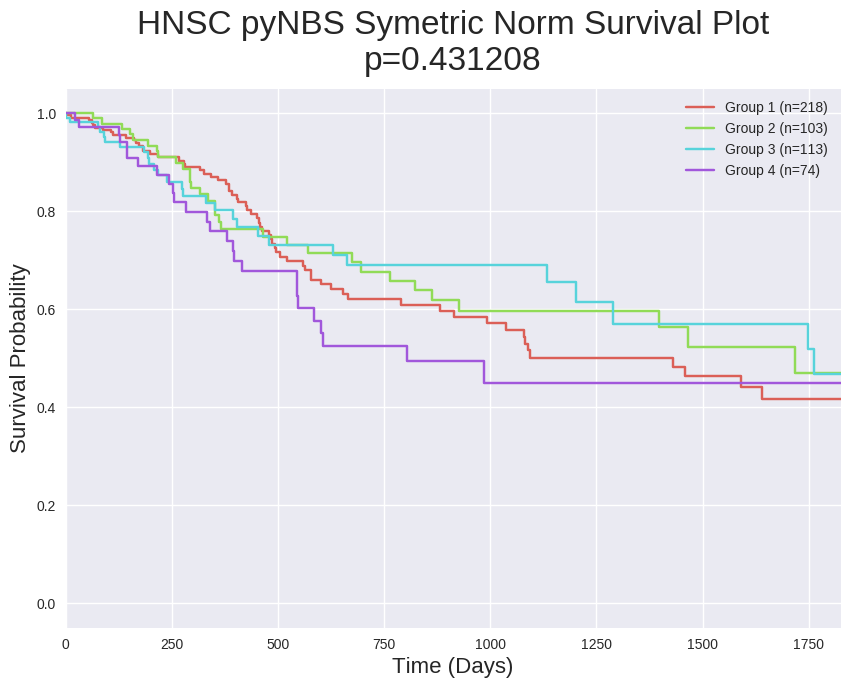 HNSC pyNBS Symetric Norm Survival Plot
p=0.431208
Group 1 (n=218)
Group 2 (n=103)
Group 3 (n=113)
Group 4 (n=74)
Survival Probability
1.0
0.8
0.6
0.4
0.2
0.0
0 250 500 750 1000 1250 1500 1750
Time (Days)